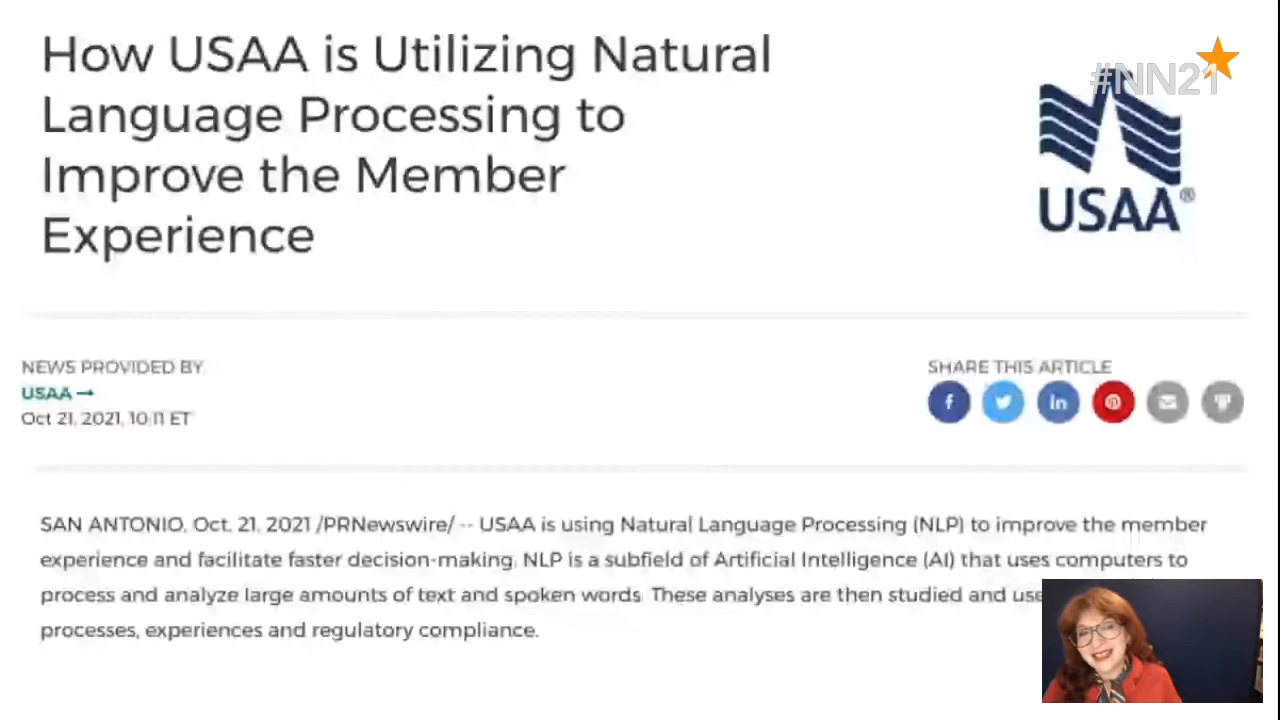 How USAA is Utilizing Natural
Language Processing to
Improve the Member
Experience
#NN21
USAA®
NEWS PROVIDED BY
USAA →
Oct 21, 2021, 10:11 ET
SHARE THIS ARTICLE
f
in
SAN ANTONIO, Oct. 21, 2021 /PRNewswire/ -- USAA is using Natural Language Processing (NLP) to improve the member
experience and facilitate faster decision-making. NLP is a subfield of Artificial Intelligence (AI) that uses computers to
process and analyze large amounts of text and spoken words. These analyses are then studied and
processes, experiences and regulatory compliance.